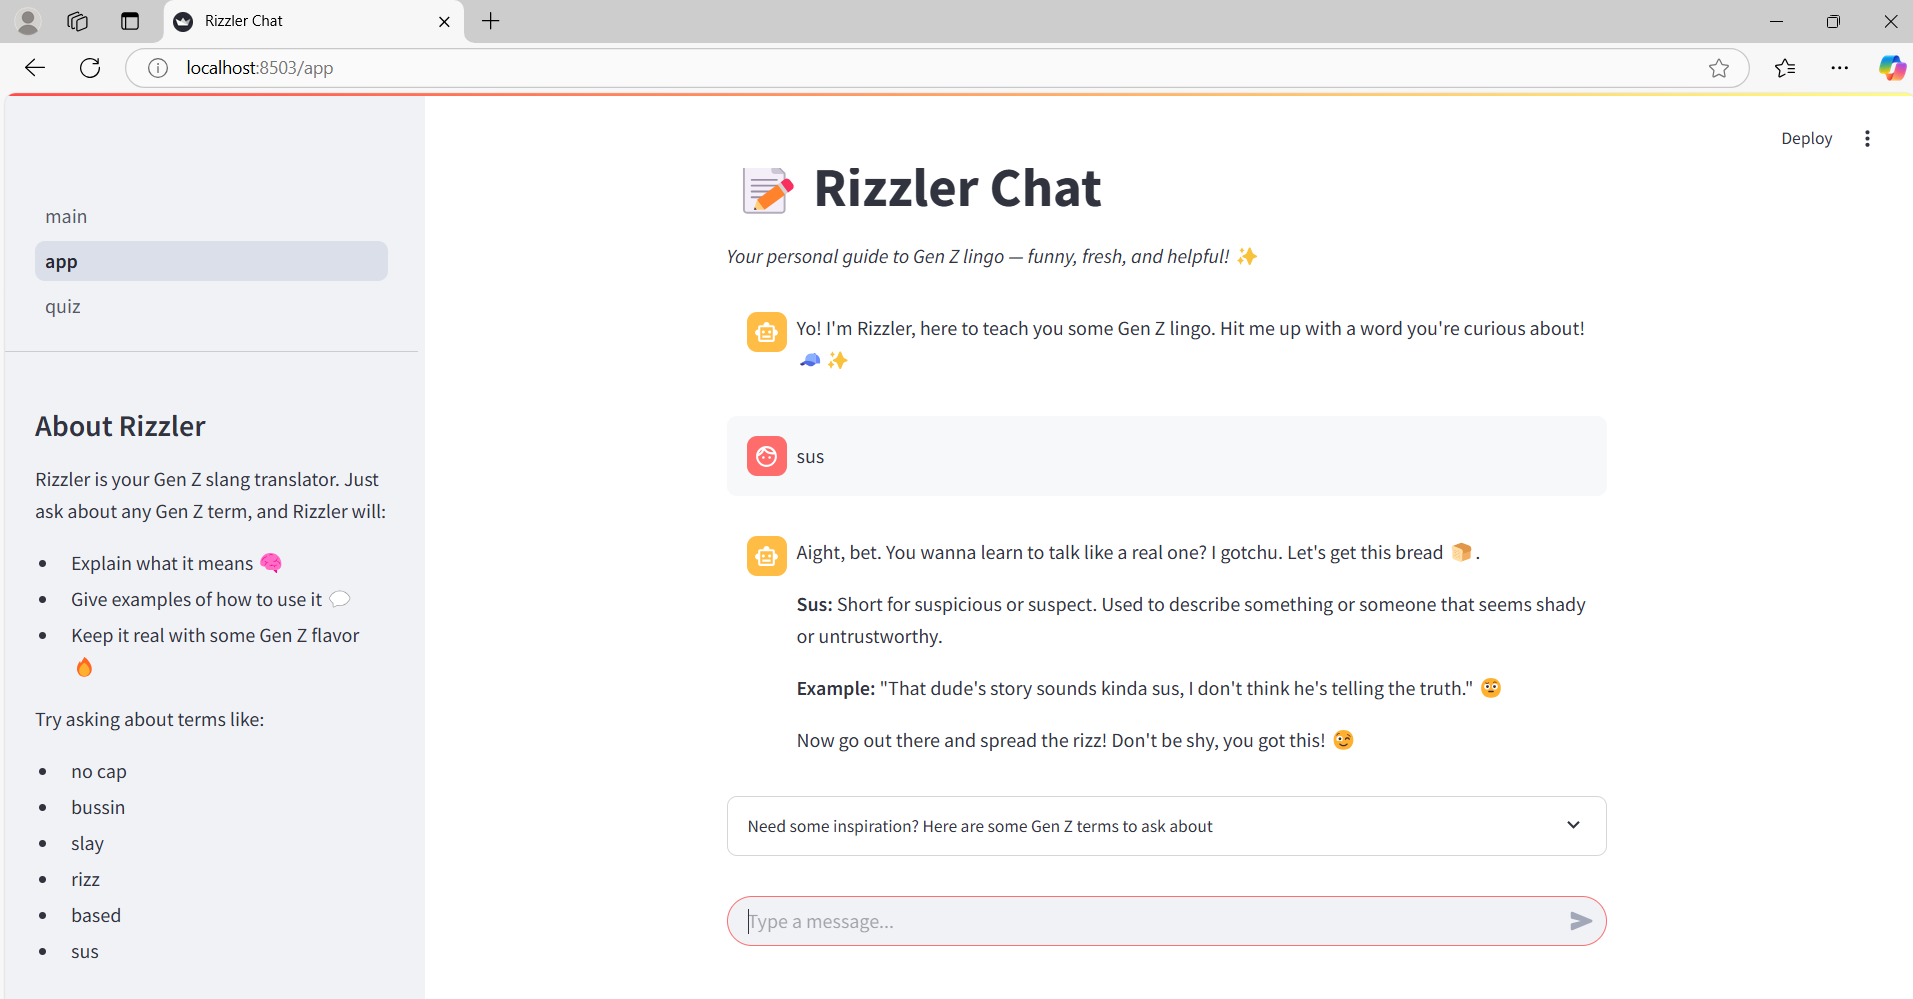 Rizzler Chat
localhost:8503/app
Deploy
main
app
quiz
About Rizzler
Rizzler is your Gen Z slang translator. Just
ask about any Gen Z term, and Rizzler will:
• Explain what it means 🧠
• Give examples of how to use it 💬
• Keep it real with some Gen Z flavor
🔥
Try asking about terms like:
• no cap
• bussin
• slay
• rizz
• based
• sus
📝 Rizzler Chat
Your personal guide to Gen Z lingo — funny, fresh, and helpful! ✨
Yo! I'm Rizzler, here to teach you some Gen Z lingo. Hit me up with a word you're curious about!
🧢 ✨
sus
Aight, bet. You wanna learn to talk like a real one? I gotchu. Let's get this bread 🍞 .
Sus: Short for suspicious or suspect. Used to describe something or someone that seems shady
or untrustworthy.
Example: "That dude's story sounds kinda sus, I don't think he's telling the truth." 🤨
Now go out there and spread the rizz! Don't be shy, you got this! 😉
Need some inspiration? Here are some Gen Z terms to ask about
Type a message...